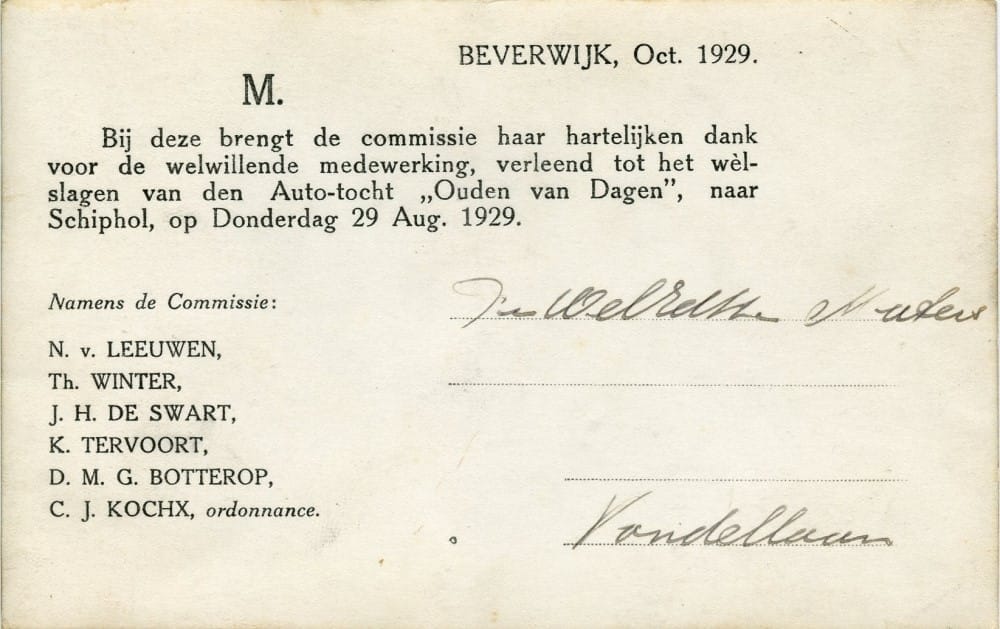 BEVERWIJK, Oct. 1929.
M.
Bij deze brengt de commissie haar hartelijken dank
voor de welwillende medewerking, verleend tot het wèl-
slagen van den Auto-tocht „Ouden van Dagen”, naar
Schiphol, op Donderdag 29 Aug. 1929.
Namens de Commissie:
N. v. LEEUWEN,
Th. WINTER,
J. H. DE SWART,
K. TERVOORT,
D. M. G. BOTTEROP,
C. J. KOCHX, ordonnance.
Vondellaan